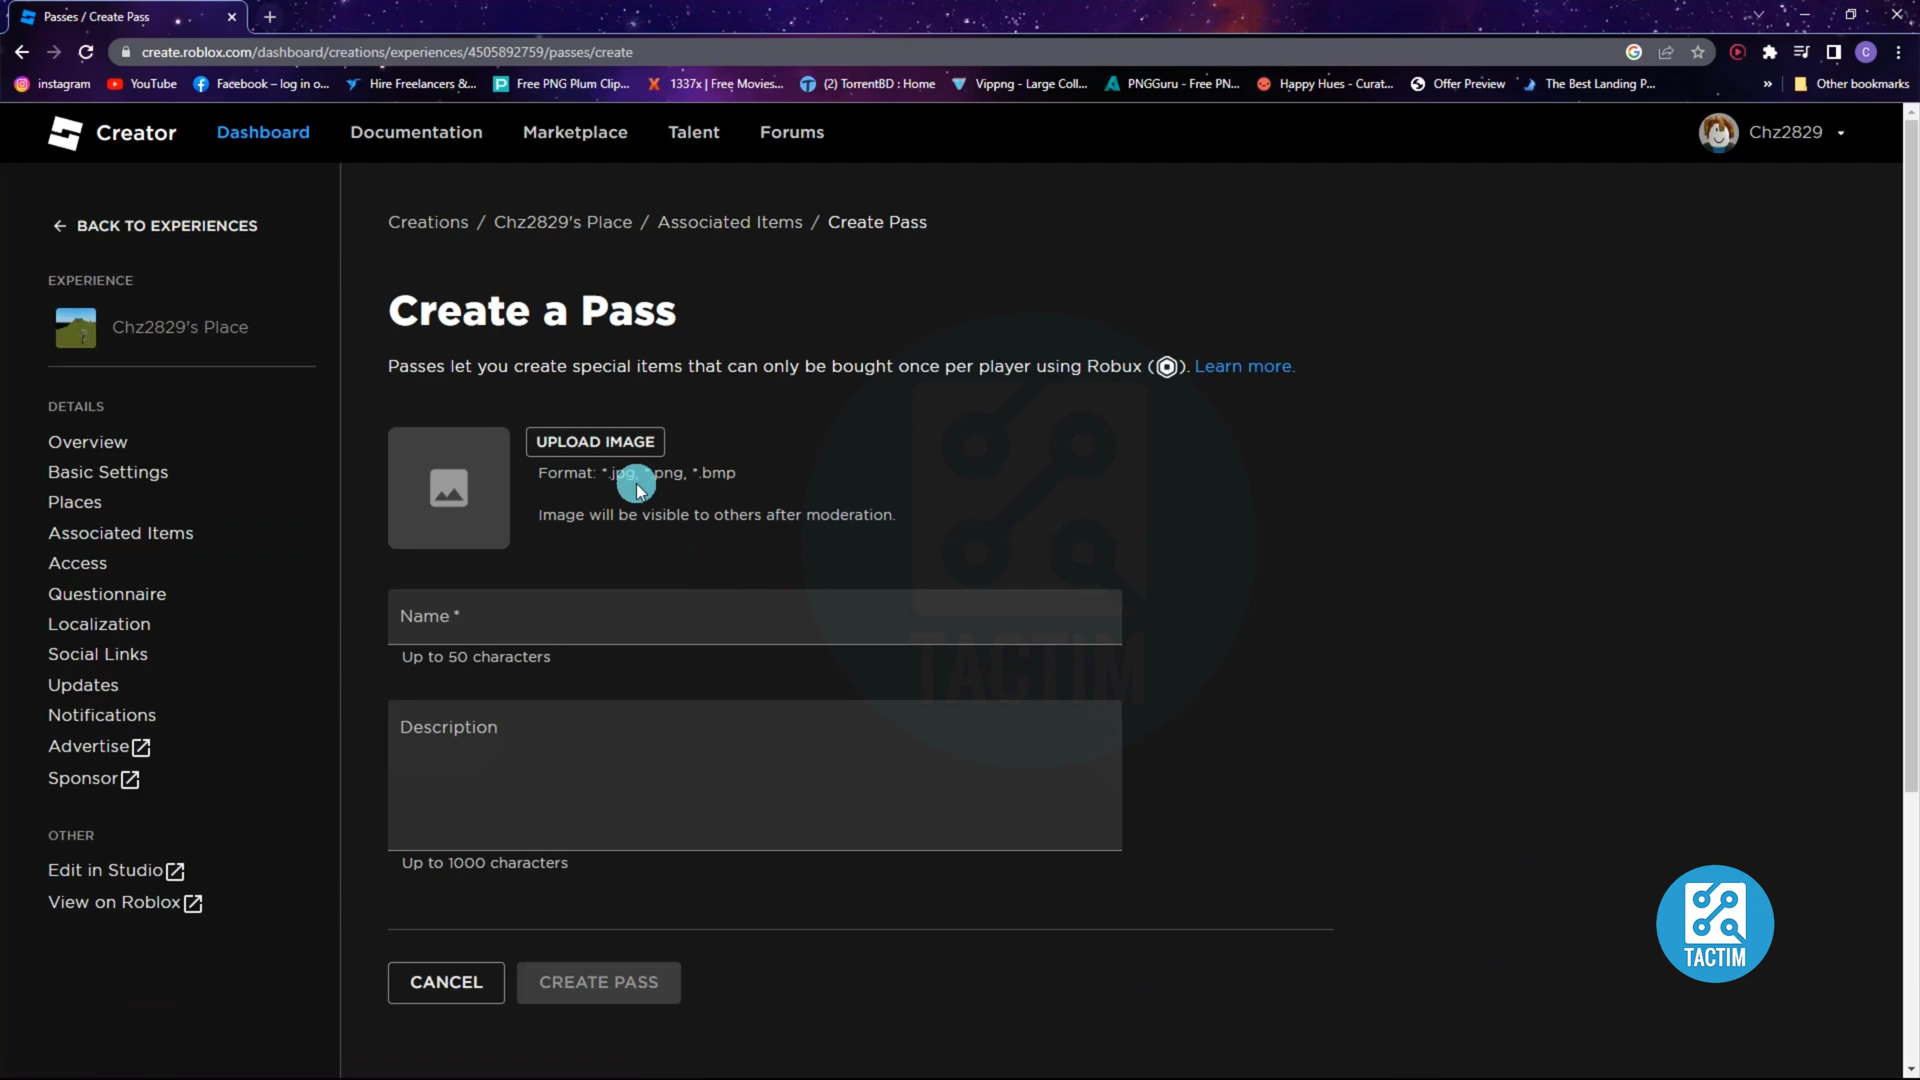 Passes / Create Pass
create.roblox.com/dashboard/creations/experiences/4505892759/passes/create
instagram
YouTube
Facebook – log in o...
Hire Freelancers &...
Free PNG Plum Clip...
1337x | Free Movies...
(2) TorrentBD : Home
Vippng - Large Coll...
PNGGuru - Free PN...
Happy Hues - Curat...
Offer Preview
The Best Landing P...
»
Other bookmarks
C
Creator
Dashboard
Documentation
Marketplace
Talent
Forums
Chz2829
BACK TO EXPERIENCES
EXPERIENCE
Chz2829's Place
DETAILS
Overview
Basic Settings
Places
Associated Items
Access
Questionnaire
Localization
Social Links
Updates
Notifications
Advertise
Sponsor
OTHER
Edit in Studio
View on Roblox
Creations / Chz2829's Place / Associated Items / Create Pass
Create a Pass
Passes let you create special items that can only be bought once per player using Robux ( ). Learn more.
UPLOAD IMAGE
Format: *.jpg, *.png, *.bmp
Image will be visible to others after moderation.
Name *
Up to 50 characters
Description
Up to 1000 characters
CANCEL
CREATE PASS
TACTIM
TACTIM